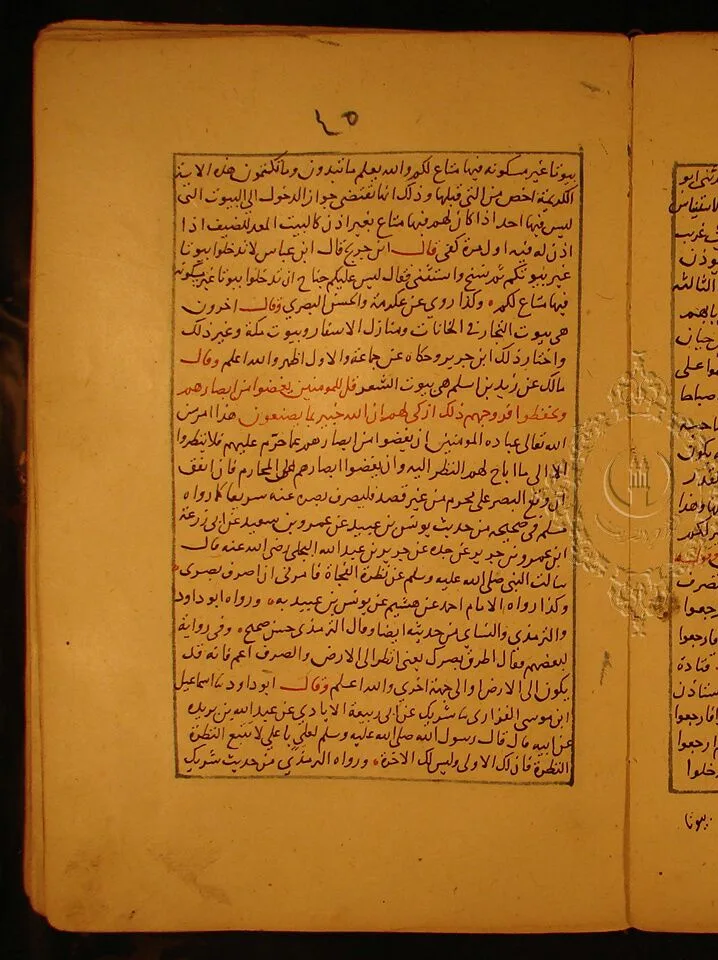 ٤٥
بيوتا غير مسكونة فيها متاع لكم والله يعلم ما تبدون وما تكتمون هذه الاية
الكريمة اخص من التي قبلها وذلك انها تقتضي جواز الدخول الى البيوت التي
ليس فيها احد اذا كان لهم فيها متاع بغير اذن كالبيت المعد للضيف اذا
اذن له فيه اول مرة كفى قال ابن جريج قال ابن عباس لا تدخلوا بيوتا
غير بيوتكم ثم نسخ واستثنى فقال ليس عليكم جناح ان تدخلوا بيوتا غير مسكونة
فيها متاع لكم وكذا روي عن عكرمة والحسن البصري وقال اخرون
هي بيوت التجار في الخانات ومنازل الاسفار وبيوت مكة وغير ذلك
واختار ذلك ابن جرير وحكاه عن جماعة والاول اظهر والله اعلم وقال
مالك عن زيد بن اسلم هي بيوت الشعر قل للمومنين يغضوا من ابصارهم
ويحفظوا فروجهم ذلك ازكى لهم ان الله خبير بما يصنعون هذا امر من
الله تعالى عباده المومنين ان يغضوا من ابصارهم عما حرم عليهم فلا ينظروا
الا الى ما اباح لهم النظر اليه وان يغضوا ابصارهم عن المحارم فان اتفق
ان وقع البصر على محرم من غير قصد فليصرف بصره عنه سريعا كما رواه
مسلم في صحيحه من حديث يونس بن عبيد عن عمرو بن سعيد عن ابي زرعة
ابن عمرو بن جرير عن جده عن جرير بن عبد الله البجلي رضي الله عنه قال
سالت النبي صلى الله عليه وسلم عن نظرة الفجاة فامرني ان اصرف بصري
وكذا رواه الامام احمد عن هشيم عن يونس بن عبيد به ورواه ابو داود
والترمذي والنساي من حديثه ايضا وقال الترمذي حسن صحيح وفي رواية
لبعضهم فقال اطرق بصرك يعني انظر الى الارض والصرف اعم فانه قد
يكون الى الارض والى جهة اخرى والله اعلم وقال ابو داود ثنا اسماعيل
ابن موسى الفزاري ثنا شريك عن ابي ربيعة الايادي عن عبد الله بن بريدة
عن ابيه قال قال رسول الله صلى الله عليه وسلم لعلي يا علي لا تتبع النظرة
النظرة فان لك الاولى وليس لك الاخرة ورواه الترمذي من حديث شريك
بيوتا